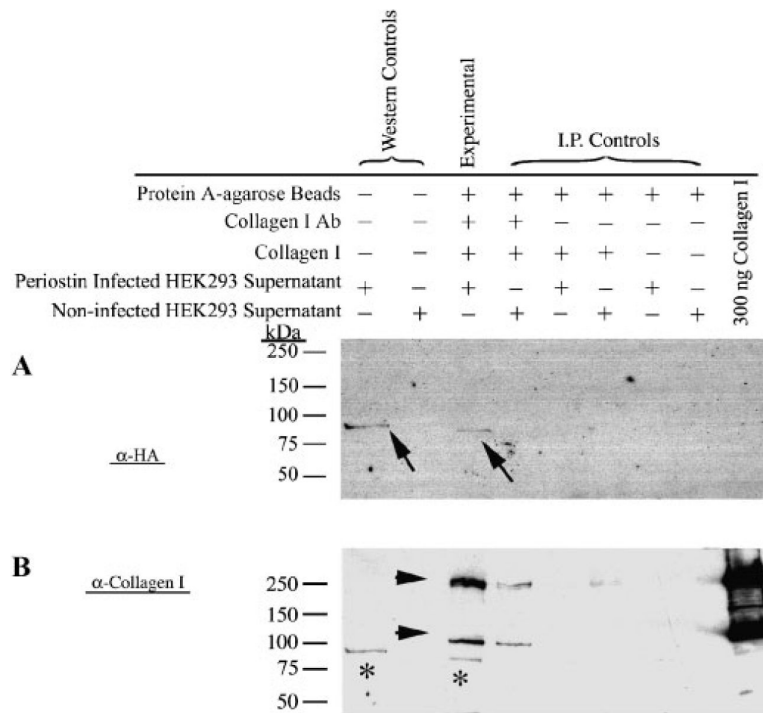 Western Controls
Experimental
I.P. Controls
300 ng Collagen I
Protein A-agarose Beads − − + + + + + +
Collagen I Ab − − + + − − − −
Collagen I − − + + + + − −
Periostin Infected HEK293 Supernatant + − + − + − + −
Non-infected HEK293 Supernatant − + − + − + − +
kDa
A
250
150
100
75
50
α-HA
B
α-Collagen I
250
150
100
75
50
* *